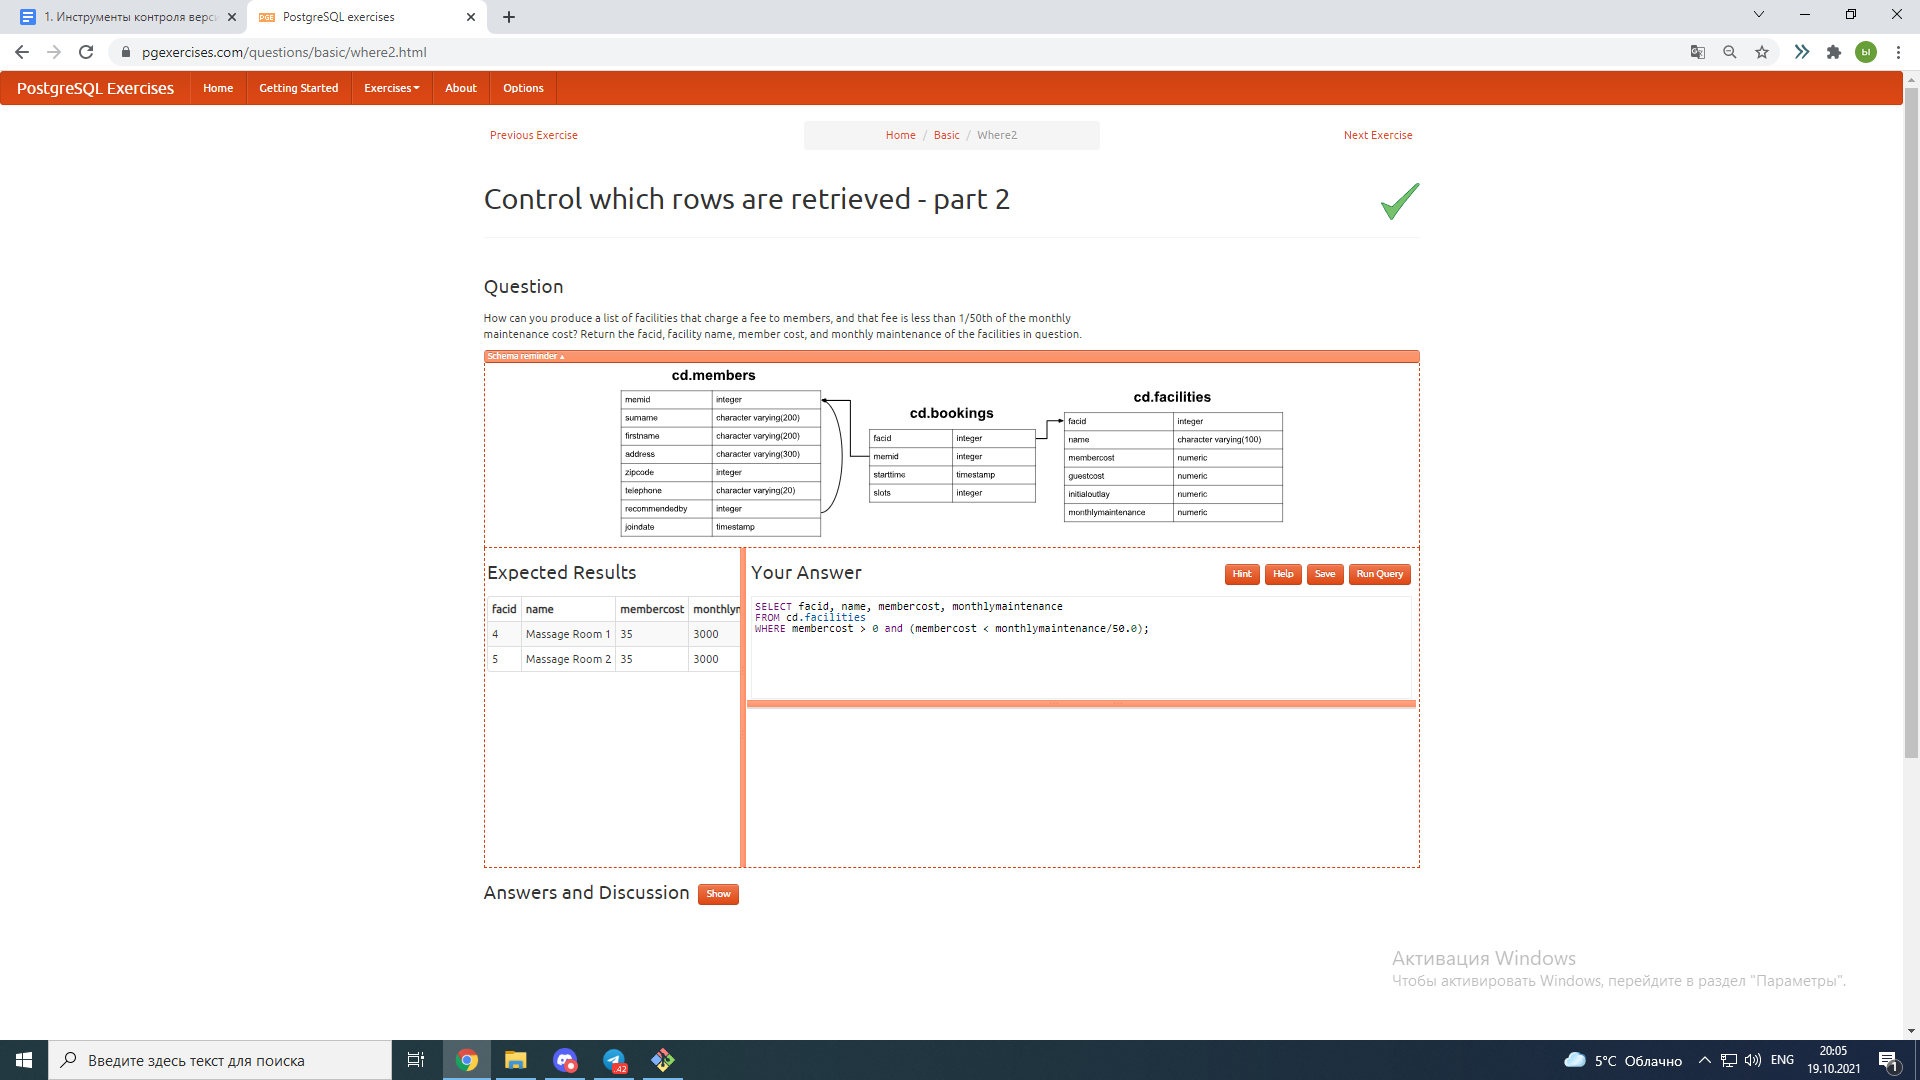 1. Инструменты контроля верси
PGE PostgreSQL exercises
pgexercises.com/questions/basic/where2.html
ы
PostgreSQL Exercises Home Getting Started Exercises About Options
Previous Exercise
Home / Basic / Where2
Next Exercise
Control which rows are retrieved - part 2
Question
How can you produce a list of facilities that charge a fee to members, and that fee is less than 1/50th of the monthly
maintenance cost? Return the facid, facility name, member cost, and monthly maintenance of the facilities in question.
Schema reminder
cd.members
memid integer
surname character varying(200)
firstname character varying(200)
address character varying(300)
zipcode integer
telephone character varying(20)
recommendedby integer
joindate timestamp
cd.bookings
facid integer
memid integer
starttime timestamp
slots integer
cd.facilities
facid integer
name character varying(100)
membercost numeric
guestcost numeric
initialoutlay numeric
monthlymaintenance numeric
Expected Results
facid name membercost monthlyn
4 Massage Room 1 35 3000
5 Massage Room 2 35 3000
Your Answer
Hint Help Save Run Query
SELECT facid, name, membercost, monthlymaintenance
FROM cd.facilities
WHERE membercost > 0 and (membercost < monthlymaintenance/50.0);
Answers and Discussion Show
Активация Windows
Чтобы активировать Windows, перейдите в раздел "Параметры".
Введите здесь текст для поиска
42
5°C Облачно
ENG
20:05
19.10.2021
1